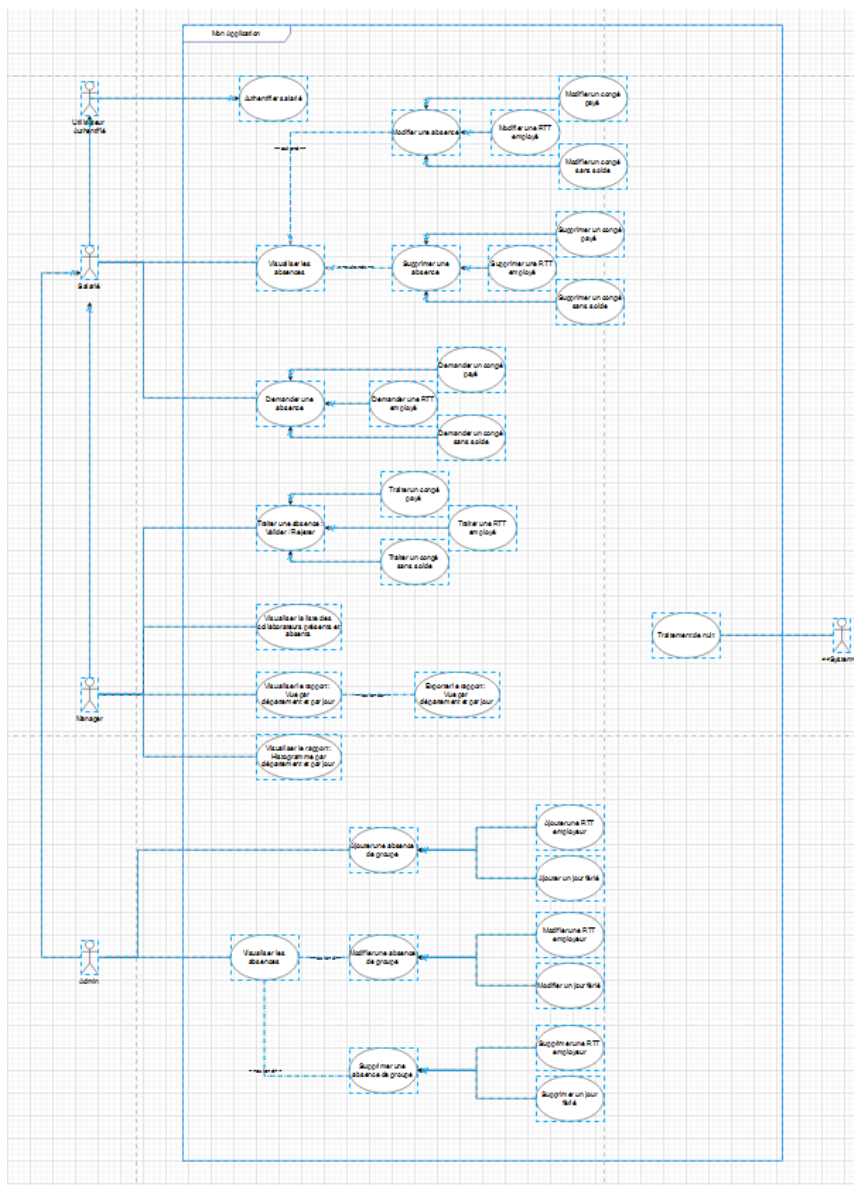 Mon Application
Utilisateur
Authentifié
Authentifier salarié
Modifier un congé
payé
Modifier une absence
Modifier une RTT
employé
Modifier un congé
sans solde
Salarié
Visualiser les
absences
Supprimer un congé
payé
Supprimer une
absence
Supprimer une RTT
employé
Supprimer un congé
sans solde
Demander un congé
payé
Demander une
absence
Demander une RTT
employé
Demander un congé
sans solde
Traiter un congé
payé
Traiter une absence :
Valider / Rejeter
Traiter une RTT
employé
Traiter un congé
sans solde
Visualiser la liste des
collaborateurs présents et
absents
Traitement de nuit
Manager
Visualiser le rapport:
Vue par
département et par jour
Exporter le rapport:
Vue par
département et par jour
Visualiser le rapport:
Histogramme par
département et par jour
Ajouter une absence
de groupe
Ajouter une RTT
employeur
Ajouter un jour férié
Admin
Visualiser les
absences
Modifier une absence
de groupe
Modifier une RTT
employeur
Modifier un jour férié
Supprimer une
absence de groupe
Supprimer une RTT
employeur
Supprimer un jour
férié